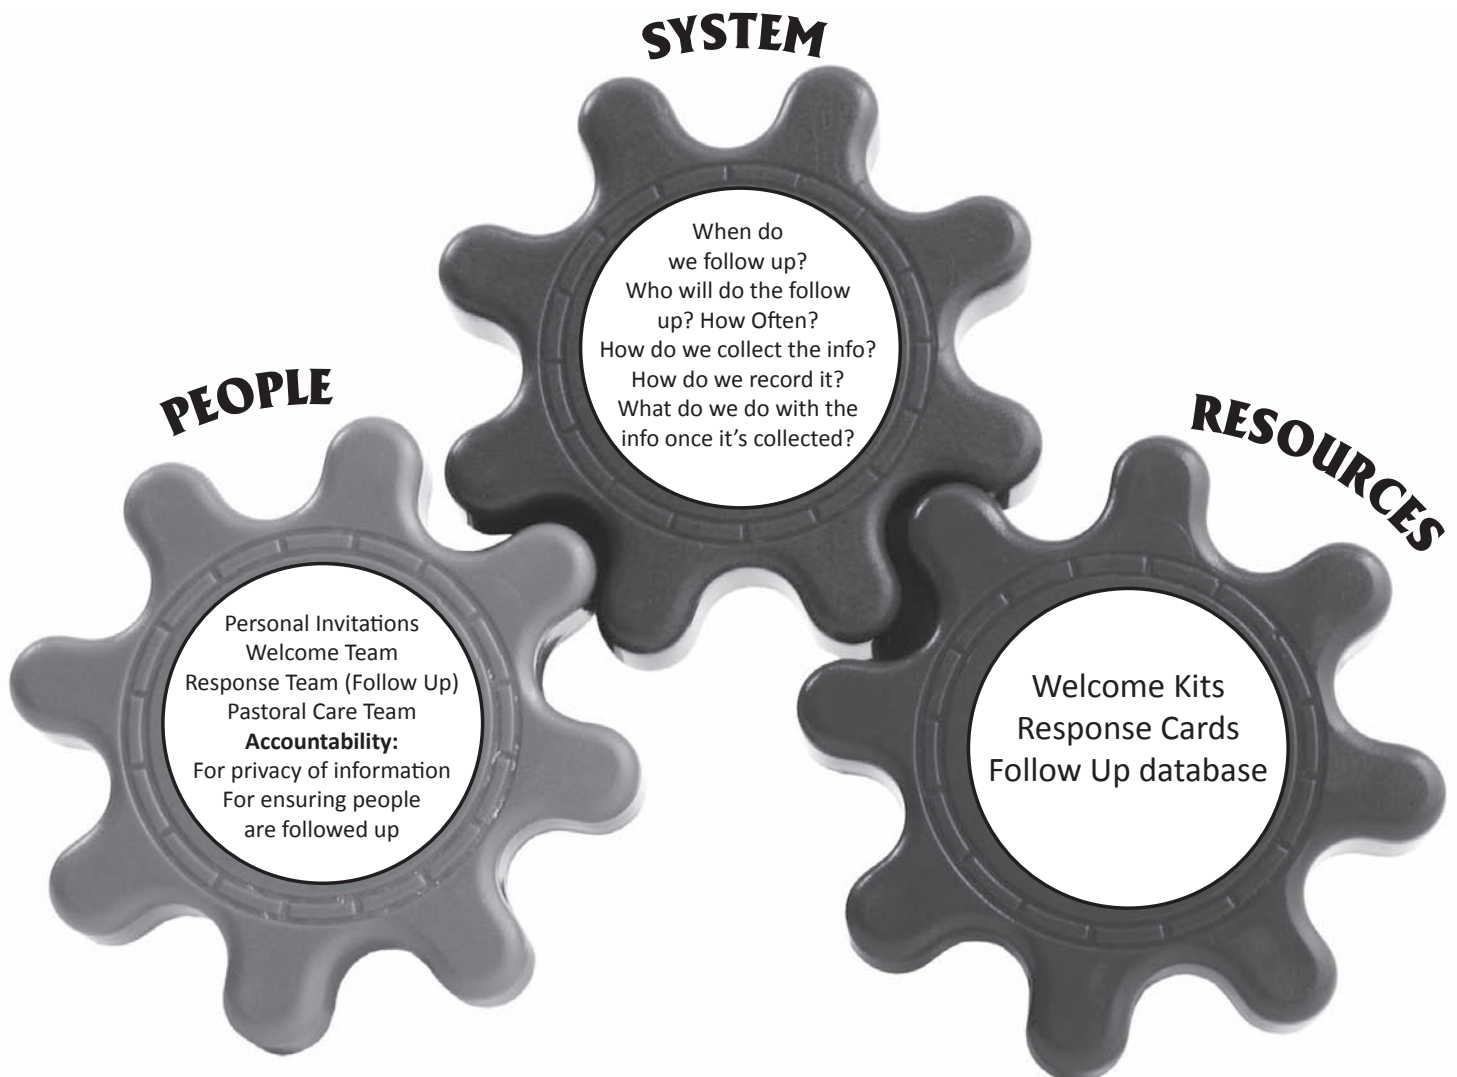 SYSTEM
When do
we follow up?
Who will do the follow
up? How Often?
How do we collect the info?
How do we record it?
What do we do with the
info once it's collected?
PEOPLE
Personal Invitations
Welcome Team
Response Team (Follow Up)
Pastoral Care Team
Accountability:
For privacy of information
For ensuring people
are followed up
RESOURCES
Welcome Kits
Response Cards
Follow Up database